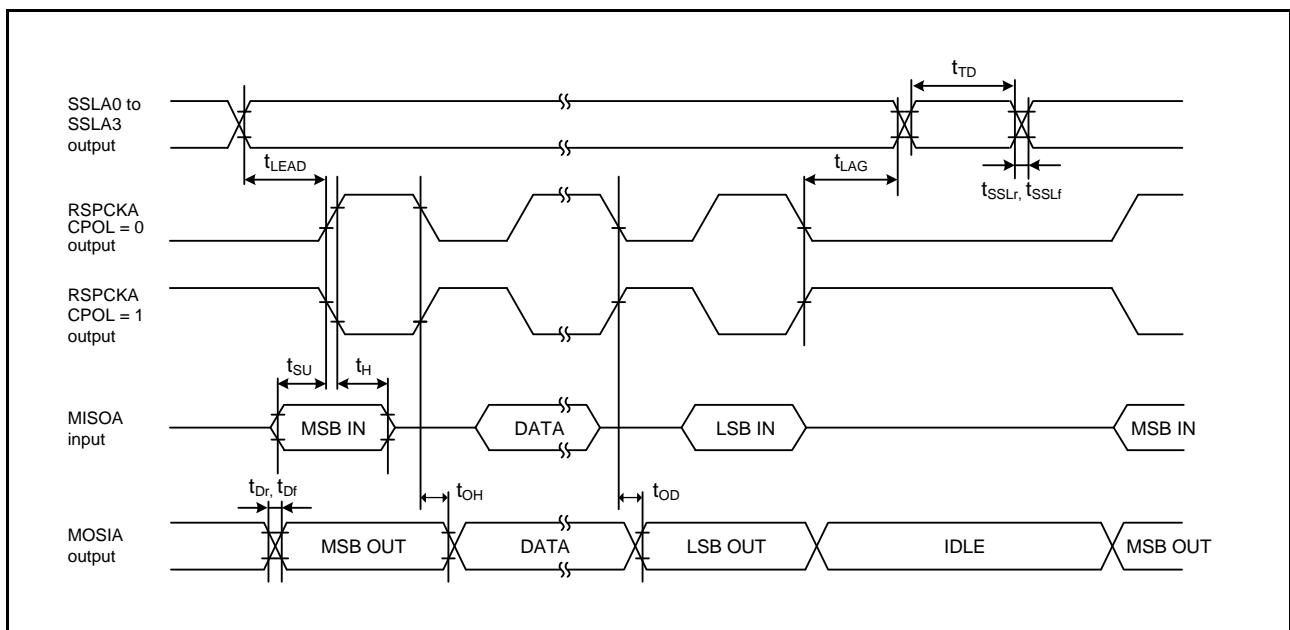 SSLA0 to
SSLA3
output
tTD
tLEAD
tLAG
tSSLr, tSSLf
RSPCKA
CPOL = 0
output
RSPCKA
CPOL = 1
output
tSU
tH
MISOA
input
MSB IN
DATA
LSB IN
MSB IN
tDr, tDf
tOH
tOD
MOSIA
output
MSB OUT
DATA
LSB OUT
IDLE
MSB OUT